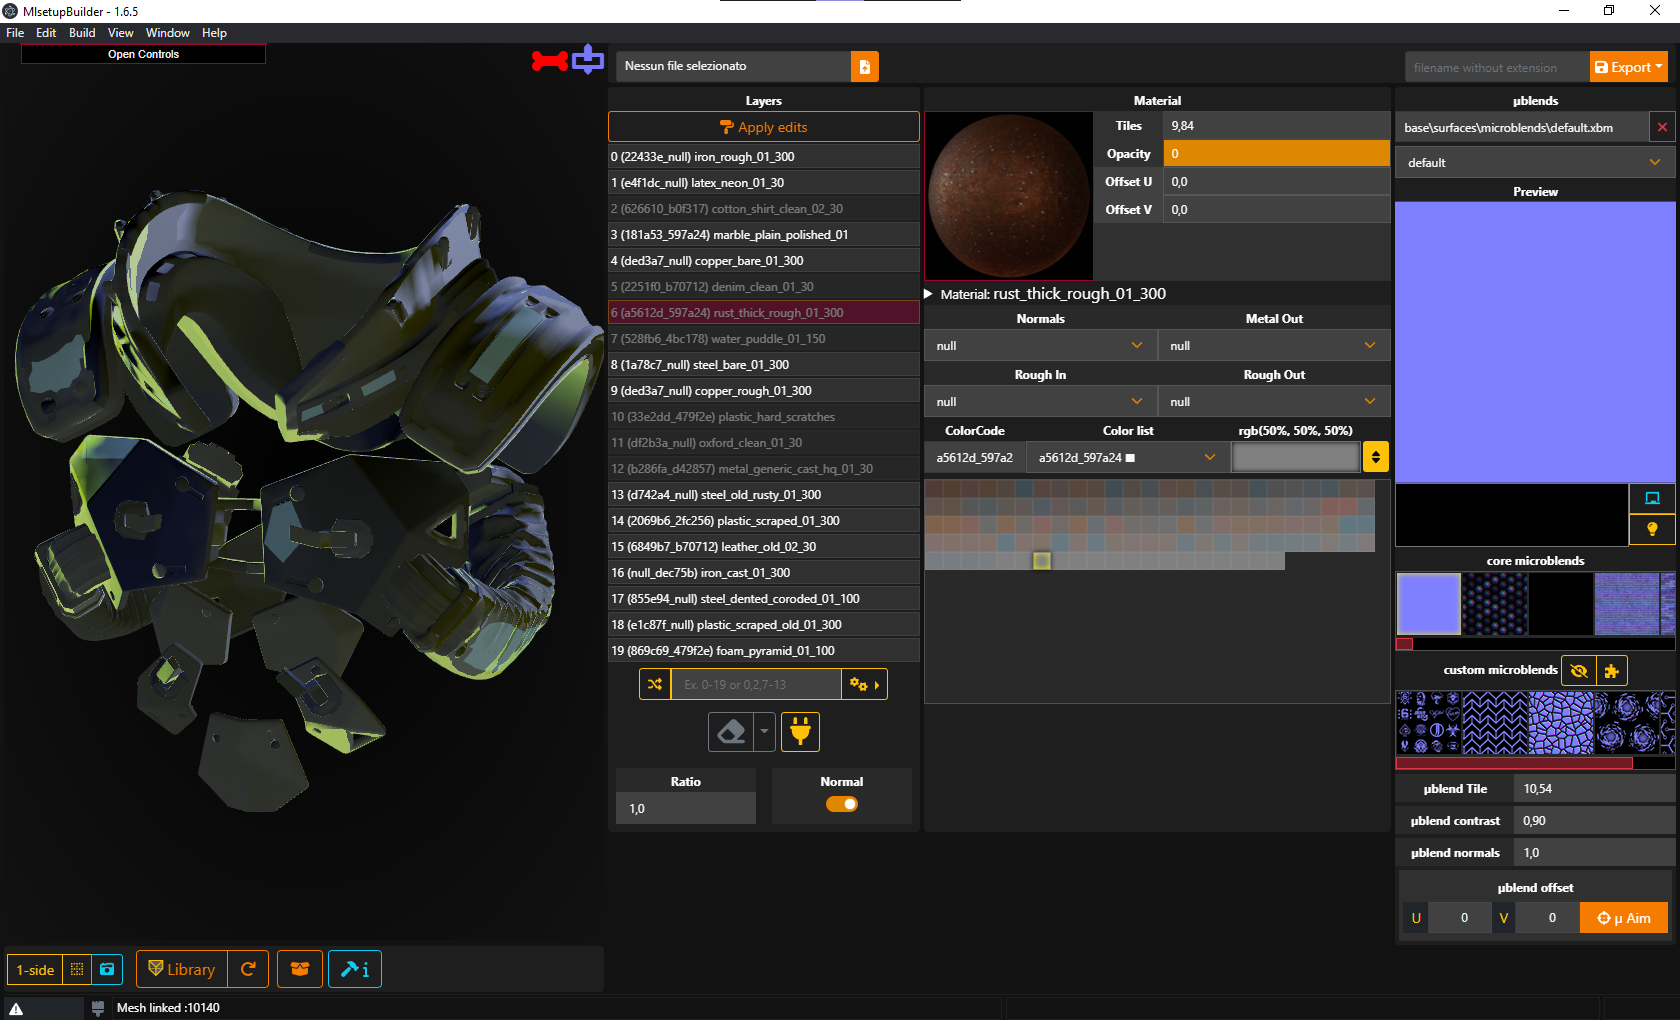 MlsetupBuilder - 1.6.5
File Edit Build View Window Help
Open Controls
Nessun file selezionato
filename without extension
Export
Layers
Apply edits
0 (22433e_null) iron_rough_01_300
1 (e4f1dc_null) latex_neon_01_30
2 (626610_b0f317) cotton_shirt_clean_02_30
3 (181a53_597a24) marble_plain_polished_01
4 (ded3a7_null) copper_bare_01_300
5 (2251f0_b70712) denim_clean_01_30
6 (a5612d_597a24) rust_thick_rough_01_300
7 (528fb6_4bc178) water_puddle_01_150
8 (1a78c7_null) steel_bare_01_300
9 (ded3a7_null) copper_rough_01_300
10 (33e2dd_479f2e) plastic_hard_scratches
11 (df2b3a_null) oxford_clean_01_30
12 (b286fa_d42857) metal_generic_cast_hq_01_30
13 (d742a4_null) steel_old_rusty_01_300
14 (2069b6_2fc256) plastic_scraped_01_300
15 (6849b7_b70712) leather_old_02_30
16 (null_dec75b) iron_cast_01_300
17 (855e94_null) steel_dented_coroded_01_100
18 (e1c87f_null) plastic_scraped_old_01_300
19 (869c69_479f2e) foam_pyramid_01_100
Ex. 0-19 or 0,2,7-13
Ratio
1,0
Normal
Material
Tiles 9,84
Opacity 0
Offset U 0,0
Offset V 0,0
Material: rust_thick_rough_01_300
Normals Metal Out
null null
Rough In Rough Out
null null
ColorCode Color list rgb(50%, 50%, 50%)
a5612d_597a2 a5612d_597a24
µblends
base\surfaces\microblends\default.xbm
default
Preview
core microblends
custom microblends
µblend Tile 10,54
µblend contrast 0,90
µblend normals 1,0
µblend offset
U 0 V 0 µ Aim
1-side
Library
Mesh linked :10140